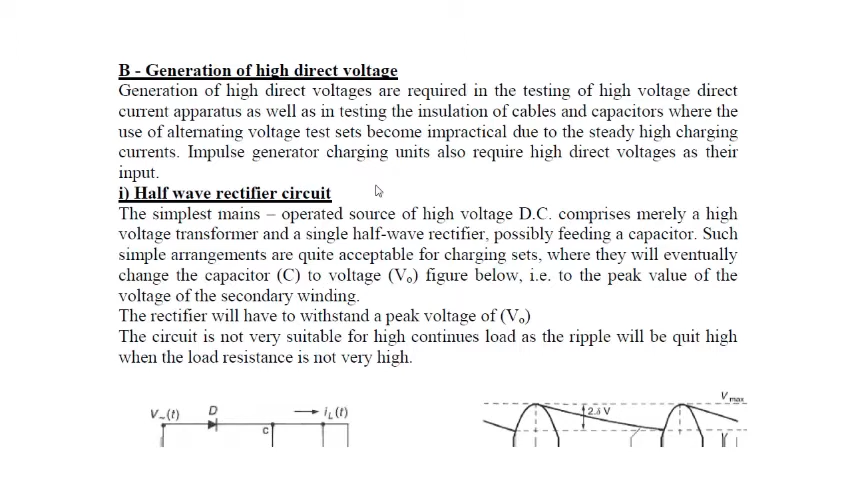 B - Generation of high direct voltage
Generation of high direct voltages are required in the testing of high voltage direct
current apparatus as well as in testing the insulation of cables and capacitors where the
use of alternating voltage test sets become impractical due to the steady high charging
currents. Impulse generator charging units also require high direct voltages as their
input.
i) Half wave rectifier circuit
The simplest mains – operated source of high voltage D.C. comprises merely a high
voltage transformer and a single half-wave rectifier, possibly feeding a capacitor. Such
simple arrangements are quite acceptable for charging sets, where they will eventually
change the capacitor (C) to voltage (Vₒ) figure below, i.e. to the peak value of the
voltage of the secondary winding.
The rectifier will have to withstand a peak voltage of (Vₒ)
The circuit is not very suitable for high continues load as the ripple will be quit high
when the load resistance is not very high.
V~(t) D C i_L(t)
2.δ V V_max